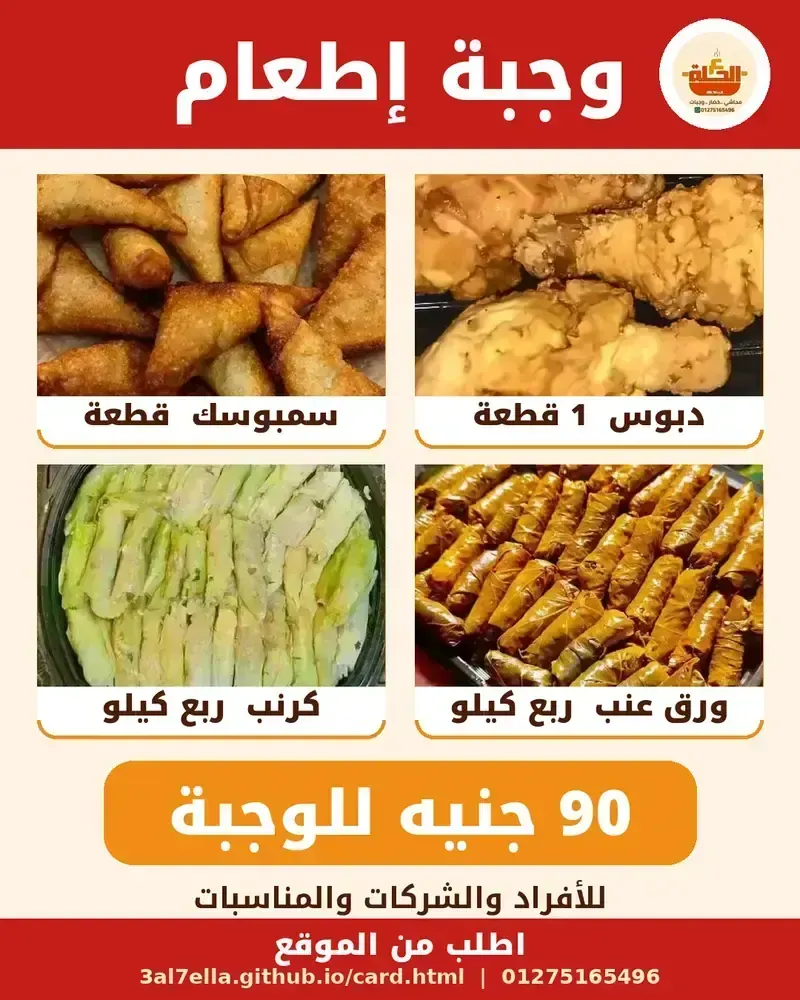 وجبة إطعام
ع
الحلة
محاشي ..خضار ..وجبات
01275165496
دبوس 1 قطعة
سمبوسك قطعة
ورق عنب ربع كيلو
كرنب ربع كيلو
90 جنيه للوجبة
للأفراد والشركات والمناسبات
اطلب من الموقع
3al7ella.github.io/card.html | 01275165496